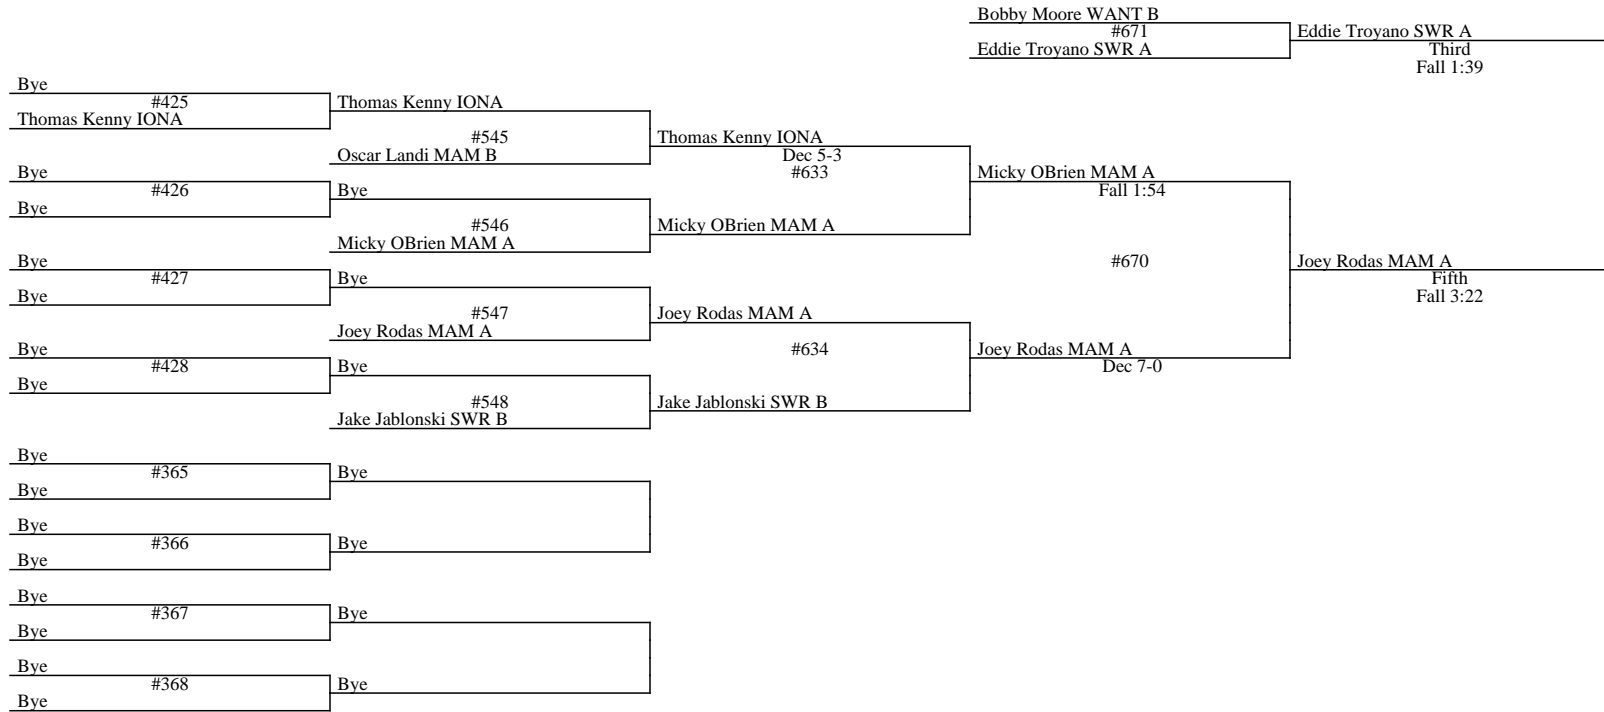 Bobby Moore WANT B
#671
Eddie Troyano SWR A
Eddie Troyano SWR A
Third
Fall 1:39
Bye
#425
Thomas Kenny IONA
Thomas Kenny IONA
#545
Oscar Landi MAM B
Thomas Kenny IONA
Dec 5-3
#633
Bye
#426
Bye
Bye
#546
Micky OBrien MAM A
Micky OBrien MAM A
Micky OBrien MAM A
Fall 1:54
#670
Bye
#427
Bye
Bye
#547
Joey Rodas MAM A
Joey Rodas MAM A
#634
Joey Rodas MAM A
Dec 7-0
Joey Rodas MAM A
Fifth
Fall 3:22
Bye
#428
Bye
Bye
#548
Jake Jablonski SWR B
Jake Jablonski SWR B
Bye
#365
Bye
Bye
Bye
#366
Bye
Bye
Bye
#367
Bye
Bye
Bye
#368
Bye
Bye